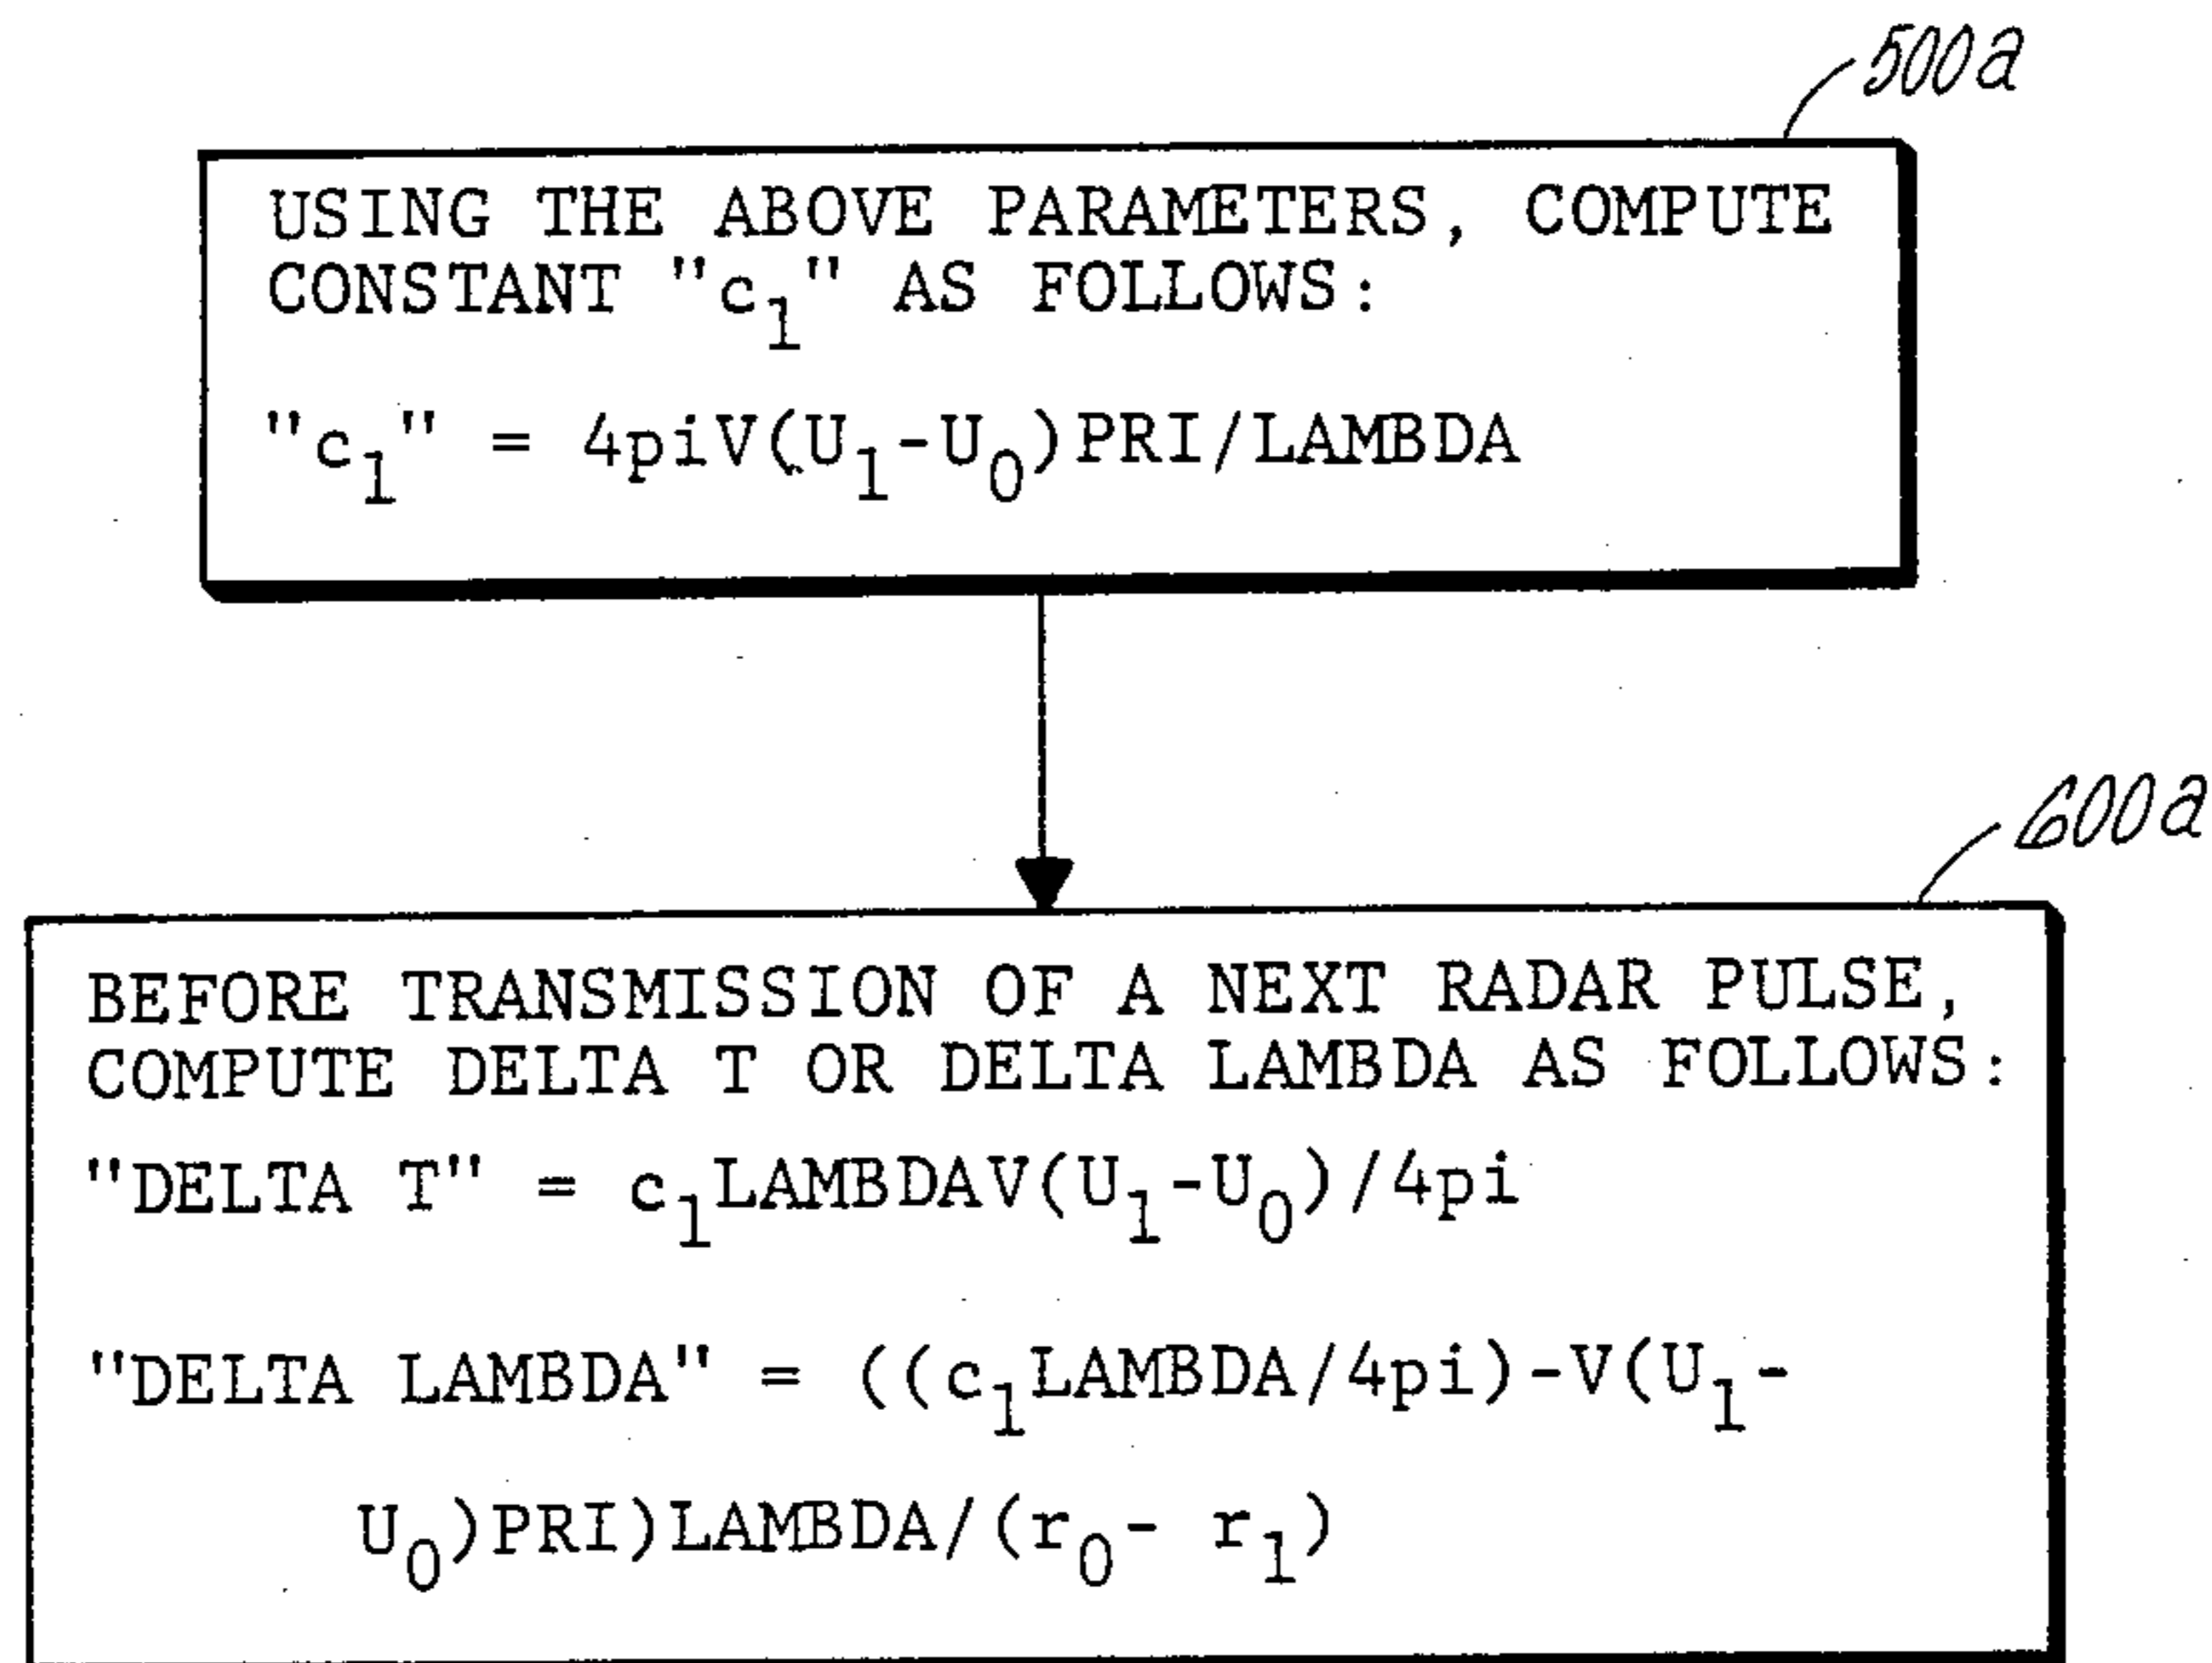 500a
USING THE ABOVE PARAMETERS, COMPUTE
CONSTANT "c₁" AS FOLLOWS:
"c₁" = 4piV(U₁-U₀)PRI/LAMBDA
600a
BEFORE TRANSMISSION OF A NEXT RADAR PULSE,
COMPUTE DELTA T OR DELTA LAMBDA AS FOLLOWS:
"DELTA T" = c₁LAMBDAV(U₁-U₀)/4pi
"DELTA LAMBDA" = ((c₁LAMBDA/4pi)-V(U₁-
U₀)PRI)LAMBDA/(r₀- r₁)